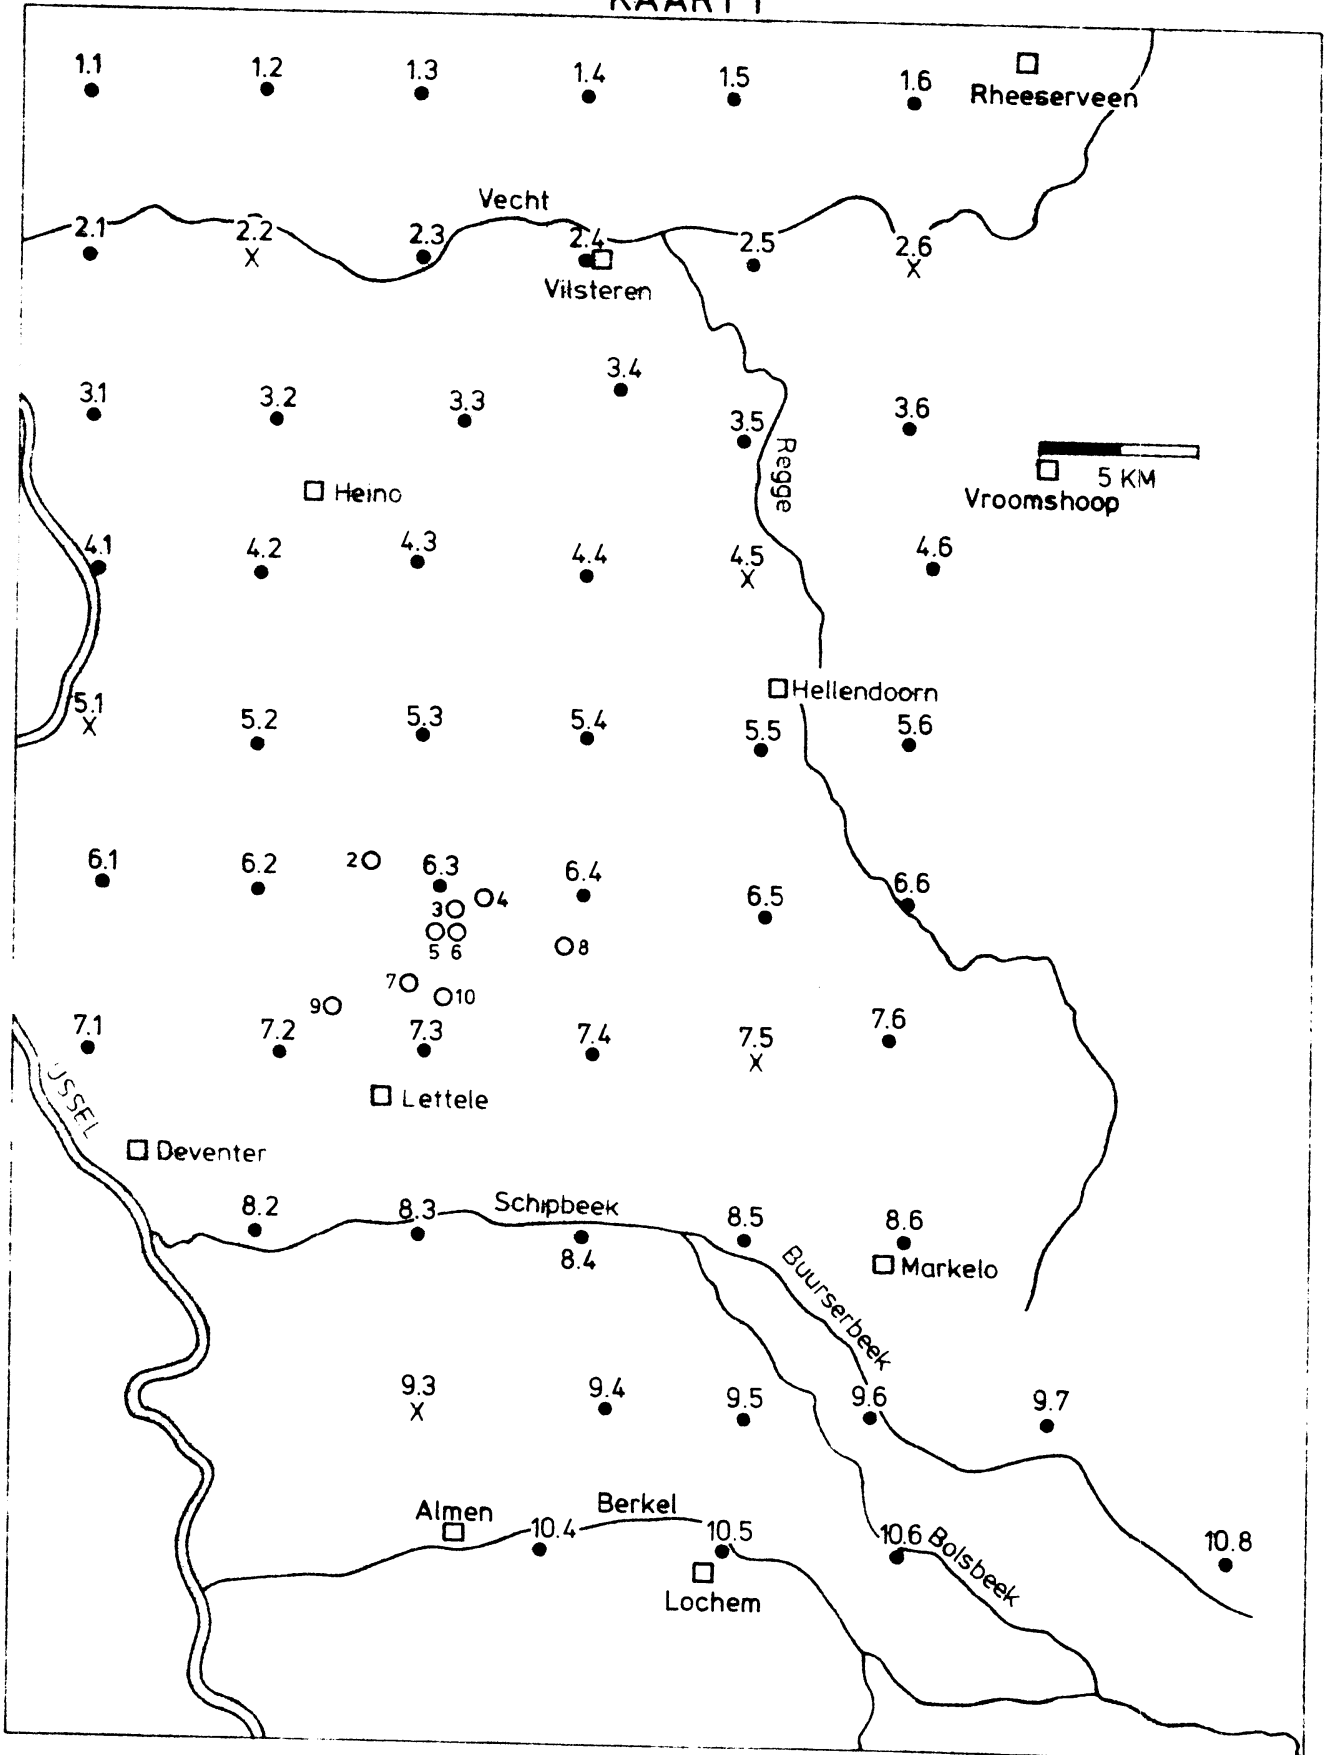 KAART 1
1.1 1.2 1.3 1.4 1.5 1.6
Rheeserveen
Vecht
2.1 2.2 2.3 2.4 2.5 2.6
Vilsteren
3.1 3.2 3.3 3.4 3.5 3.6
Regge
5 KM
Vroomshoop
Heino
4.1 4.2 4.3 4.4 4.5 4.6
Hellendoorn
5.1 5.2 5.3 5.4 5.5 5.6
2
6.1 6.2 6.3 6.4 6.5 6.6
4
3
5 6
8
7
10
9
7.1 7.2 7.3 7.4 7.5 7.6
IJSSEL
Lettele
Deventer
Schipbeek
8.2 8.3 8.4 8.5 8.6
Markelo
Buurserbeek
9.3 9.4 9.5 9.6 9.7
Almen
Berkel
10.4 10.5 10.6 10.8
Bolsbeek
Lochem